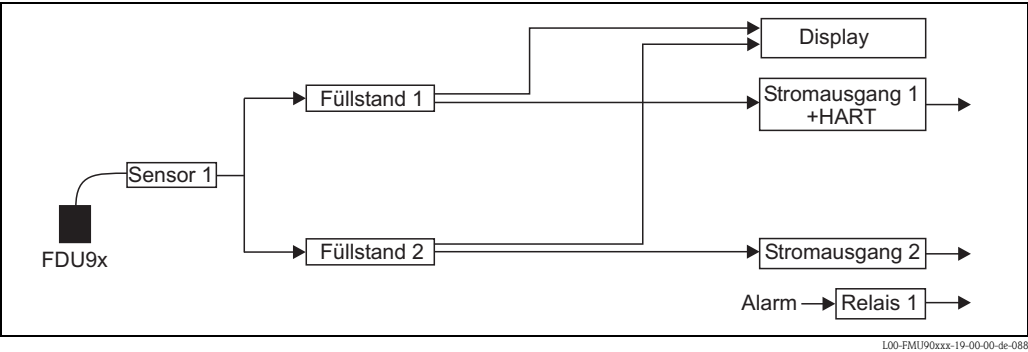 Display
Füllstand 1
Stromausgang 1
+HART
Sensor 1
FDU9x
Füllstand 2
Stromausgang 2
Alarm
Relais 1
L00-FMU90xxx-19-00-00-de-088